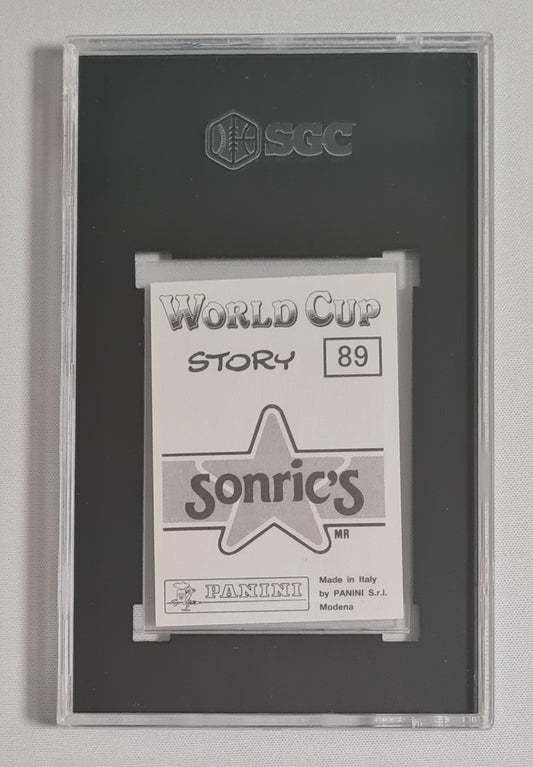 SGC
WORLD CUP
STORY 89
Sonric's
MR
PANINI
Made in Italy
by PANINI S.r.l.
Modena